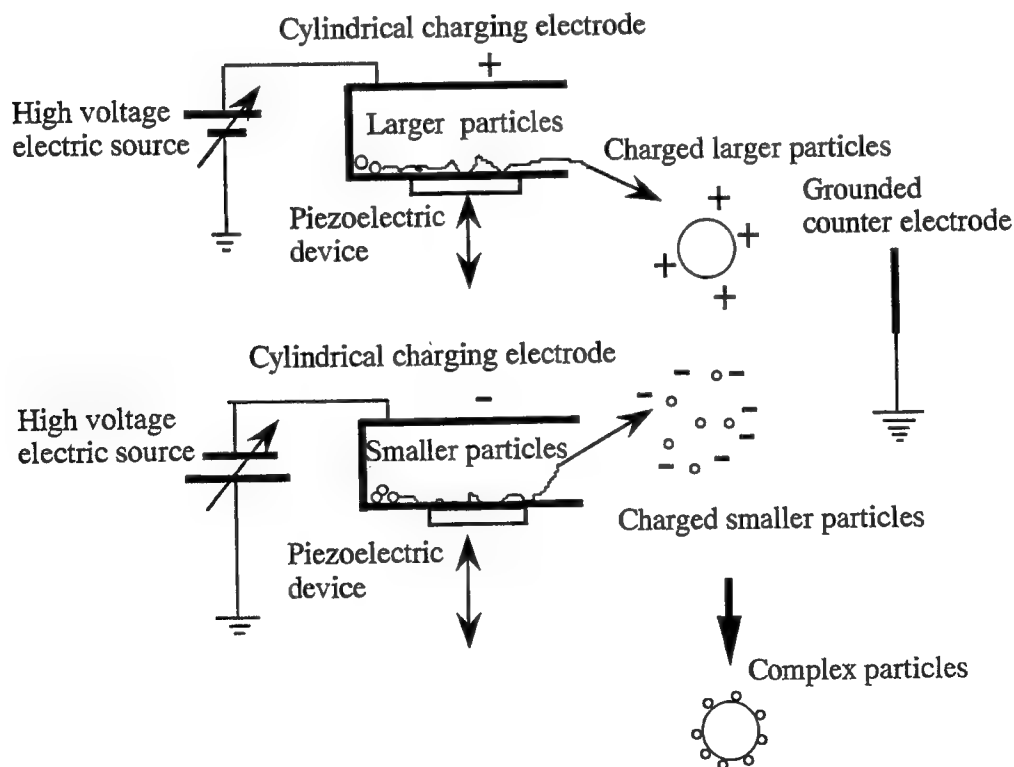 Cylindrical charging electrode
+
High voltage
electric source
Larger particles
Charged larger particles
Grounded
counter electrode
Piezoelectric
device
+
+
+
+
Cylindrical charging electrode
-
High voltage
electric source
Smaller particles
- -
-
- -
-
Charged smaller particles
Piezoelectric
device
Complex particles